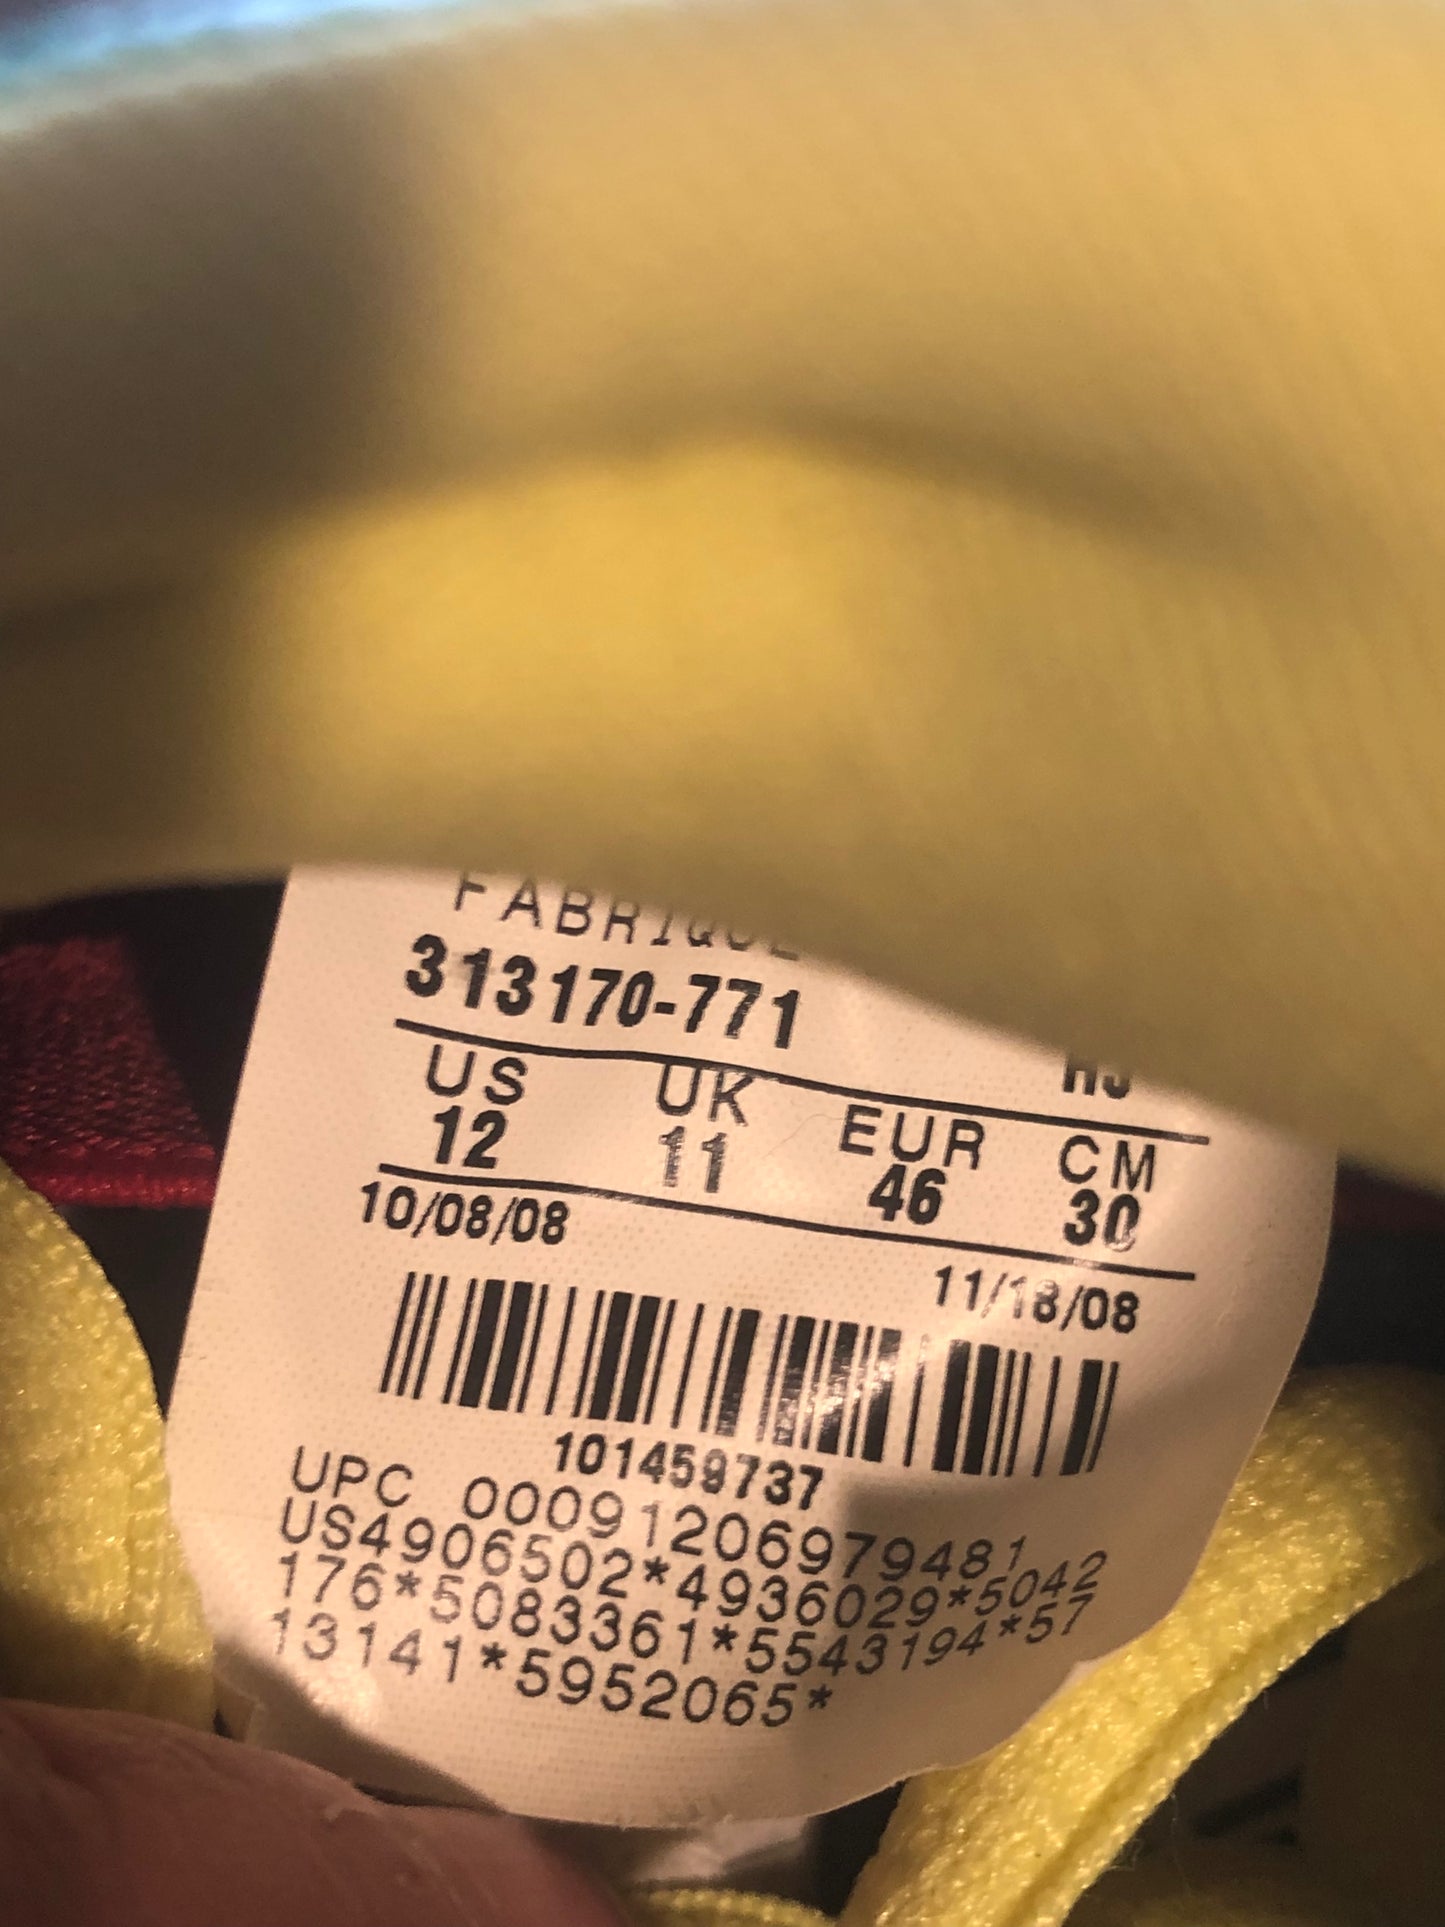 FABRIQUE
313170-771
US UK EUR CM
12 11 46 30
10/08/08 11/18/08
101459737
UPC 00091206979481
US4906502*4936029*5042
176*5083361*5543194*57
13141*5952065*